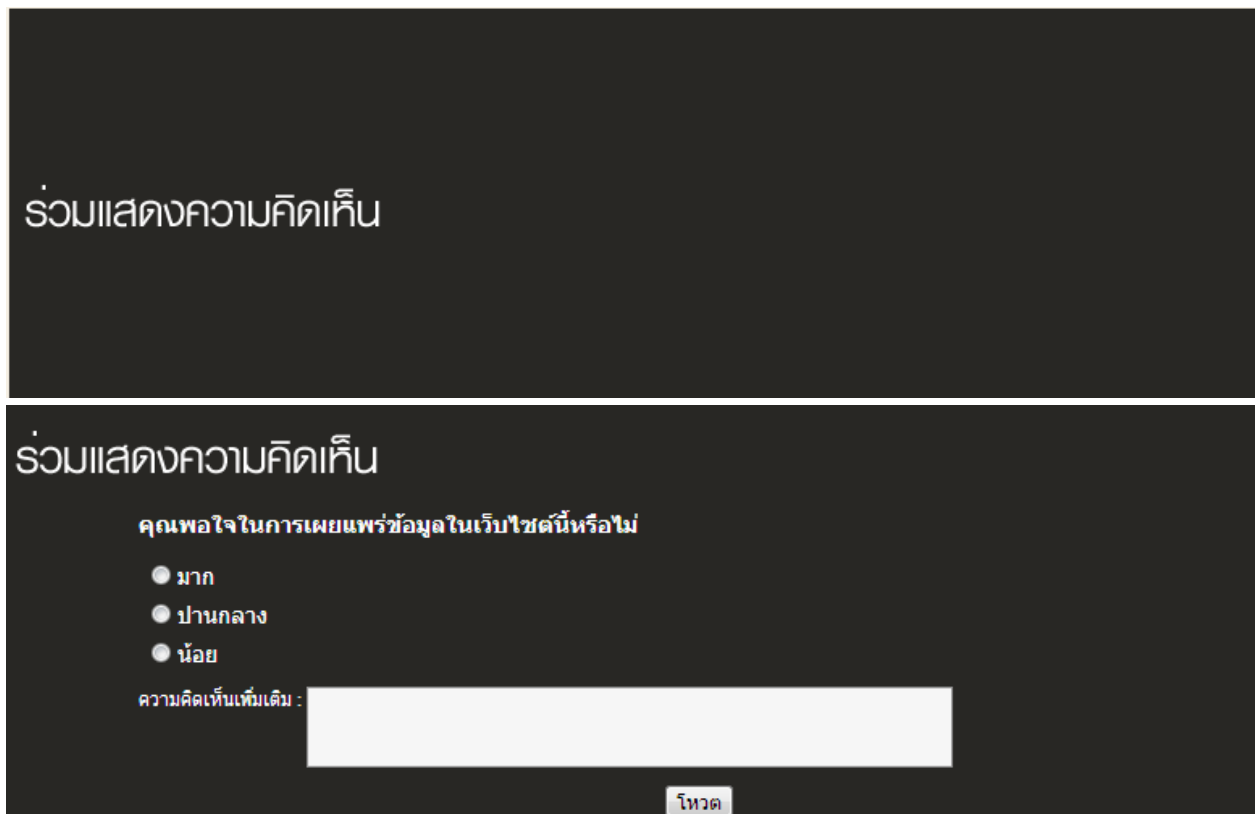 ร่วมแสดงความคิดเห็น
ร่วมแสดงความคิดเห็น
คุณพอใจในการเผยแพร่ข้อมูลในเว็บไซต์นี้หรือไม่
มาก
ปานกลาง
น้อย
ความคิดเห็นเพิ่มเติม :
โหวต